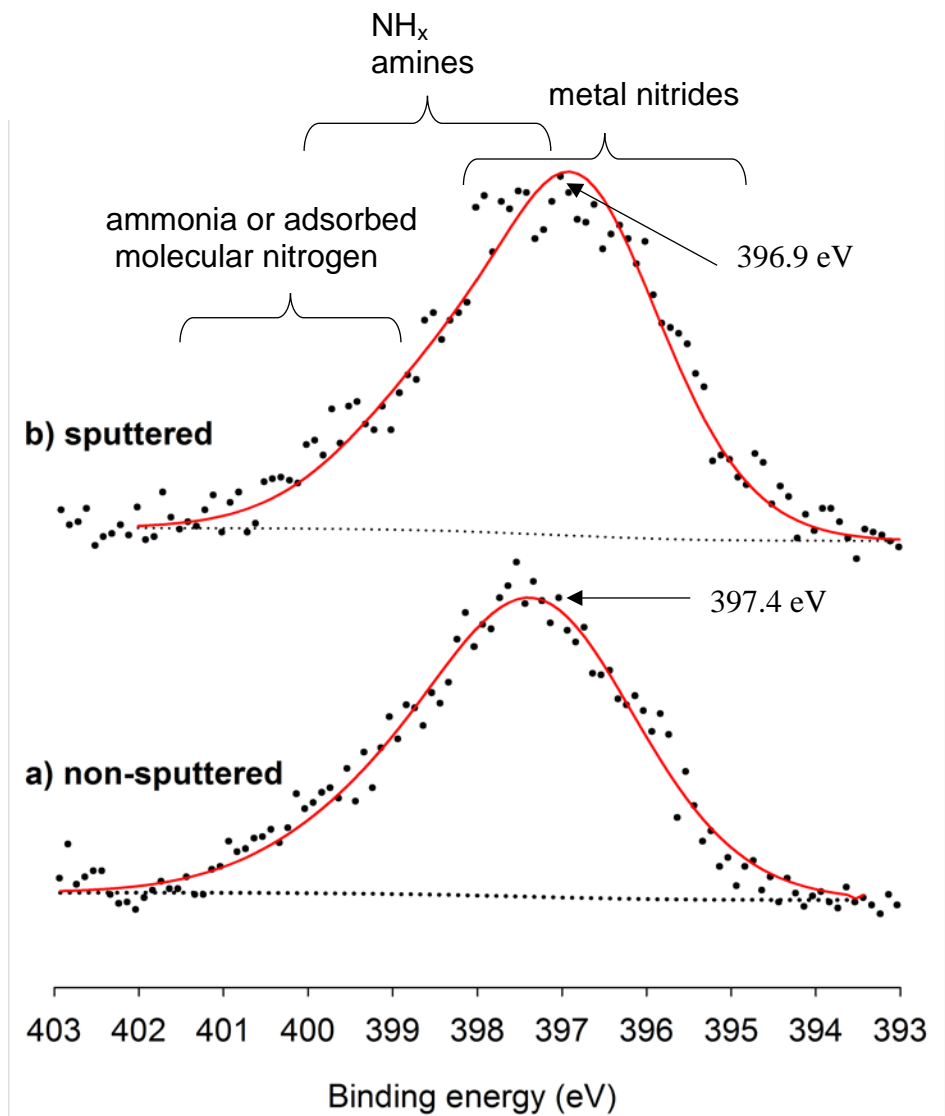 NHₓ
amines
metal nitrides
ammonia or adsorbed
molecular nitrogen
396.9 eV
b) sputtered
397.4 eV
a) non-sputtered
403 402 401 400 399 398 397 396 395 394 393
Binding energy (eV)